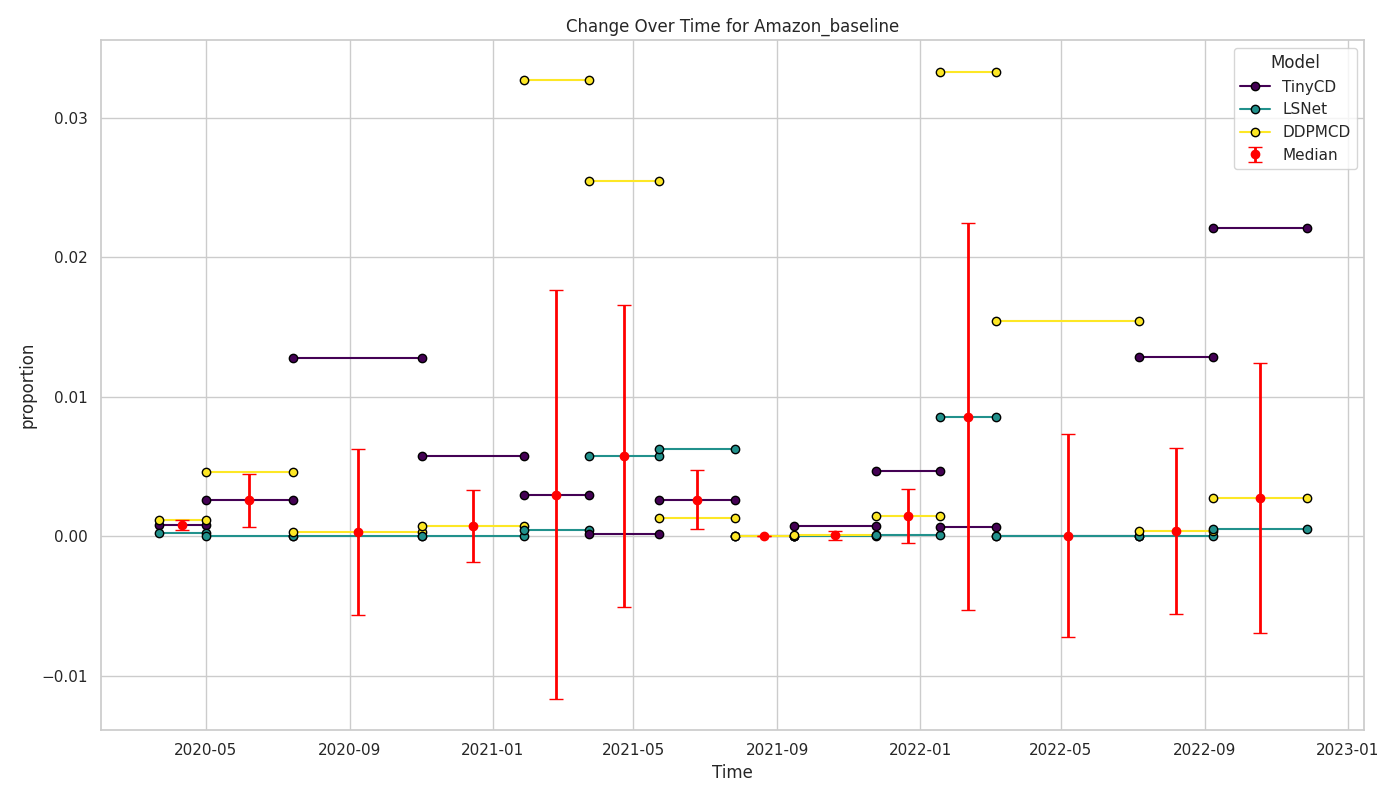 Change Over Time for Amazon_baseline
Model
TinyCD
LSNet
DDPMCD
Median
proportion
0.03
0.02
0.01
0.00
−0.01
2020-05
2020-09
2021-01
2021-05
2021-09
2022-01
2022-05
2022-09
2023-01
Time